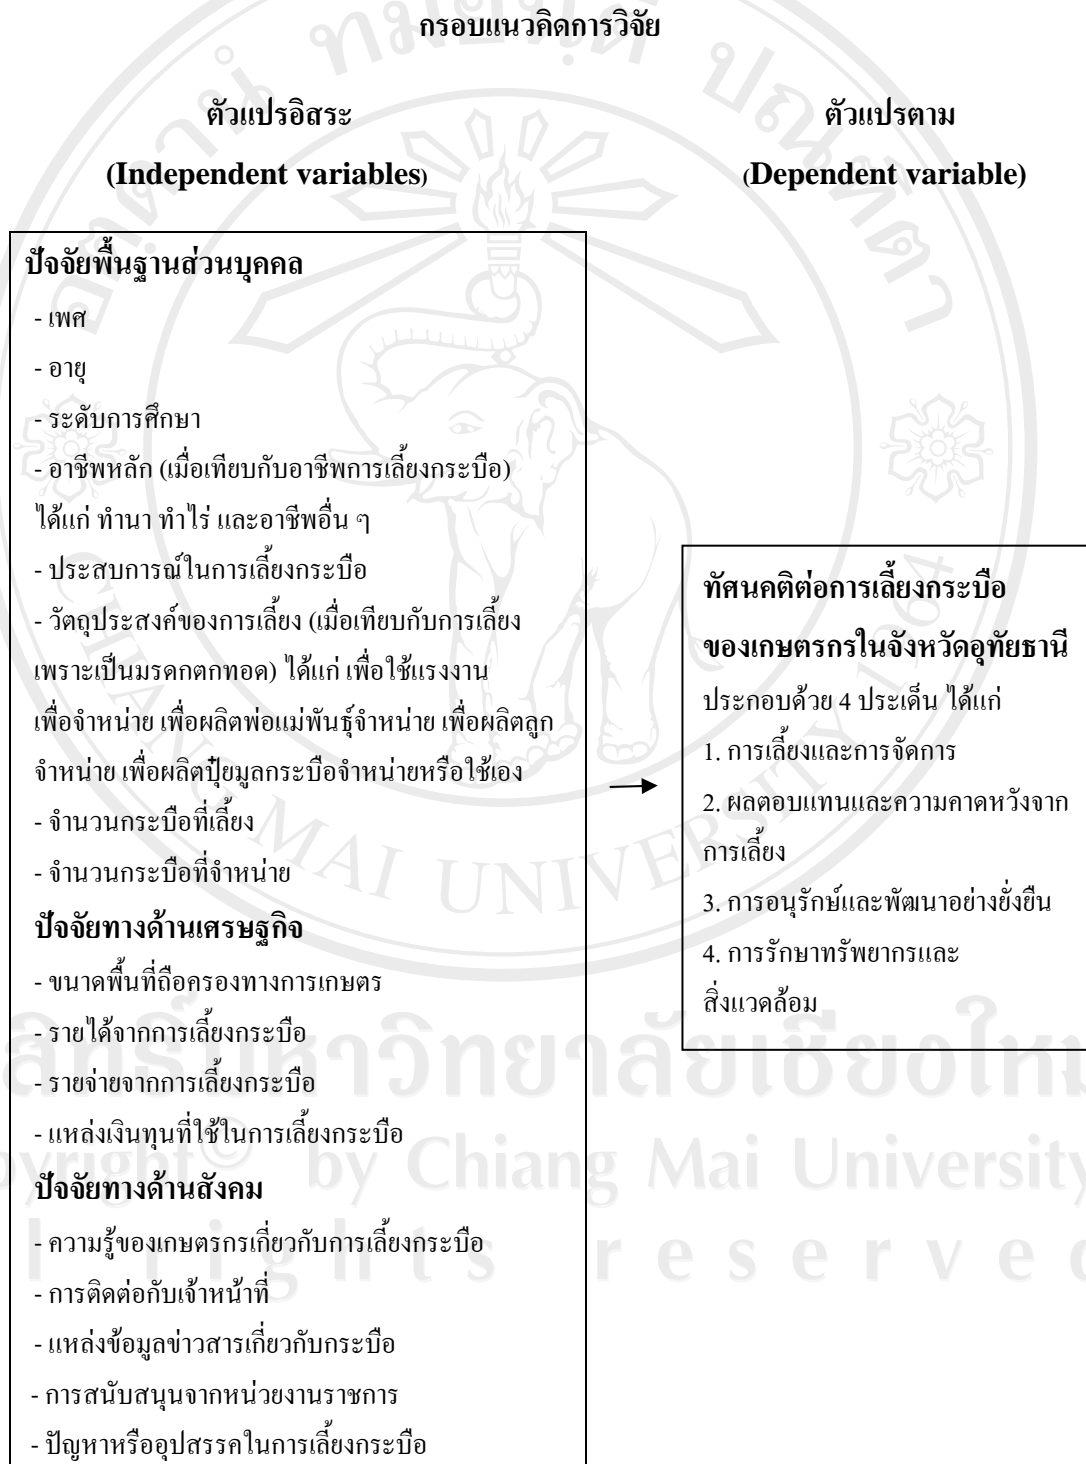 กรอบแนวคิดการวิจัย
ตัวแปรอิสระ
(Independent variables)
ตัวแปรตาม
(Dependent variable)
ปัจจัยพื้นฐานส่วนบุคคล
- เพศ
- อายุ
- ระดับการศึกษา
- อาชีพหลัก (เมื่อเทียบกับอาชีพการเลี้ยงกระบือ)
ได้แก่ ทำนา ทำไร่ และอาชีพอื่น ๆ
- ประสบการณ์ในการเลี้ยงกระบือ
- วัตถุประสงค์ของการเลี้ยง (เมื่อเทียบกับการเลี้ยง
เพราะเป็นมรดกตกทอด) ได้แก่ เพื่อใช้แรงงาน
เพื่อจำหน่าย เพื่อผลิตพ่อแม่พันธุ์จำหน่าย เพื่อผลิตลูก
จำหน่าย เพื่อผลิตปุ๋ยมูลกระบือจำหน่ายหรือใช้เอง
- จำนวนกระบือที่เลี้ยง
- จำนวนกระบือที่จำหน่าย
ปัจจัยทางด้านเศรษฐกิจ
- ขนาดพื้นที่ถือครองทางการเกษตร
- รายได้จากการเลี้ยงกระบือ
- รายจ่ายจากการเลี้ยงกระบือ
- แหล่งเงินทุนที่ใช้ในการเลี้ยงกระบือ
ปัจจัยทางด้านสังคม
- ความรู้ของเกษตรกรเกี่ยวกับการเลี้ยงกระบือ
- การติดต่อกับเจ้าหน้าที่
- แหล่งข้อมูลข่าวสารเกี่ยวกับกระบือ
- การสนับสนุนจากหน่วยงานราชการ
- ปัญหาหรืออุปสรรคในการเลี้ยงกระบือ
ทัศนคติต่อการเลี้ยงกระบือ
ของเกษตรกรในจังหวัดอุทัยธานี
ประกอบด้วย 4 ประเด็น ได้แก่
1. การเลี้ยงและการจัดการ
2. ผลตอบแทนและความคาดหวังจาก
การเลี้ยง
3. การอนุรักษ์และพัฒนาอย่างยั่งยืน
4. การรักษาทรัพยากรและ
สิ่งแวดล้อม
CHIANG MAI UNIVERSITY 1964
มหาวิทยาลัยเชียงใหม่
by Chiang Mai University
rights reserved